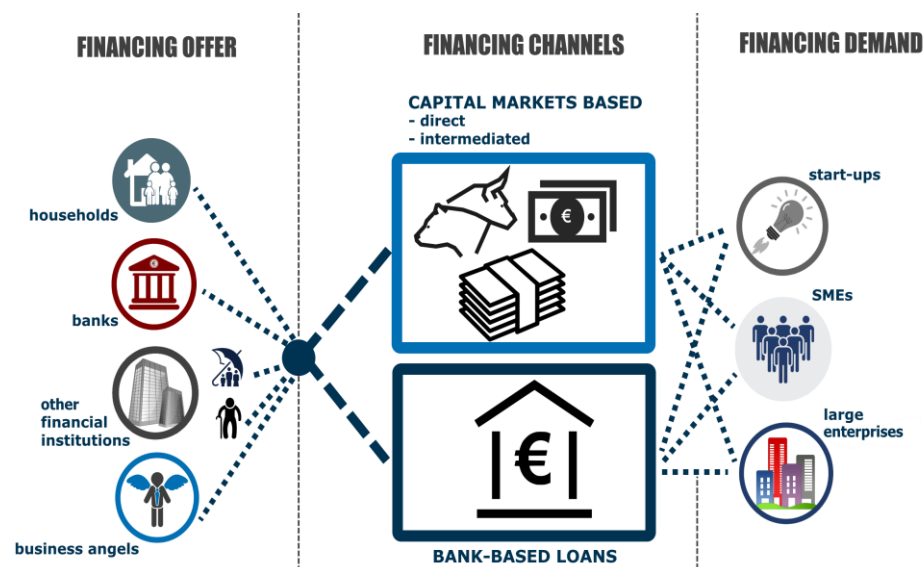 FINANCING OFFER
FINANCING CHANNELS
FINANCING DEMAND
CAPITAL MARKETS BASED
- direct
- intermediated
households
banks
other
financial
institutions
business angels
€
€
€
BANK-BASED LOANS
start-ups
SMEs
large
enterprises